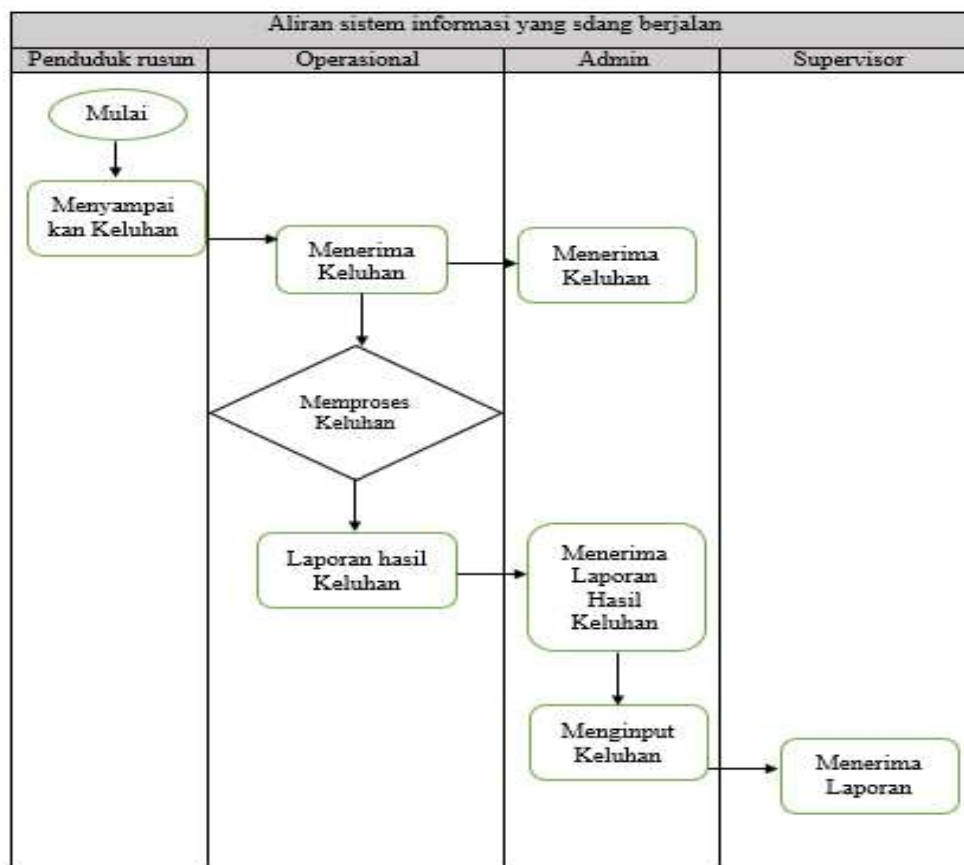 Aliran sistem informasi yang sdang berjalan
Penduduk rusun
Operasional
Admin
Supervisor
Mulai
Menyampai
kan Keluhan
Menerima
Keluhan
Menerima
Keluhan
Memproses
Keluhan
Laporan hasil
Keluhan
Menerima
Laporan
Hasil
Keluhan
Menginput
Keluhan
Menerima
Laporan